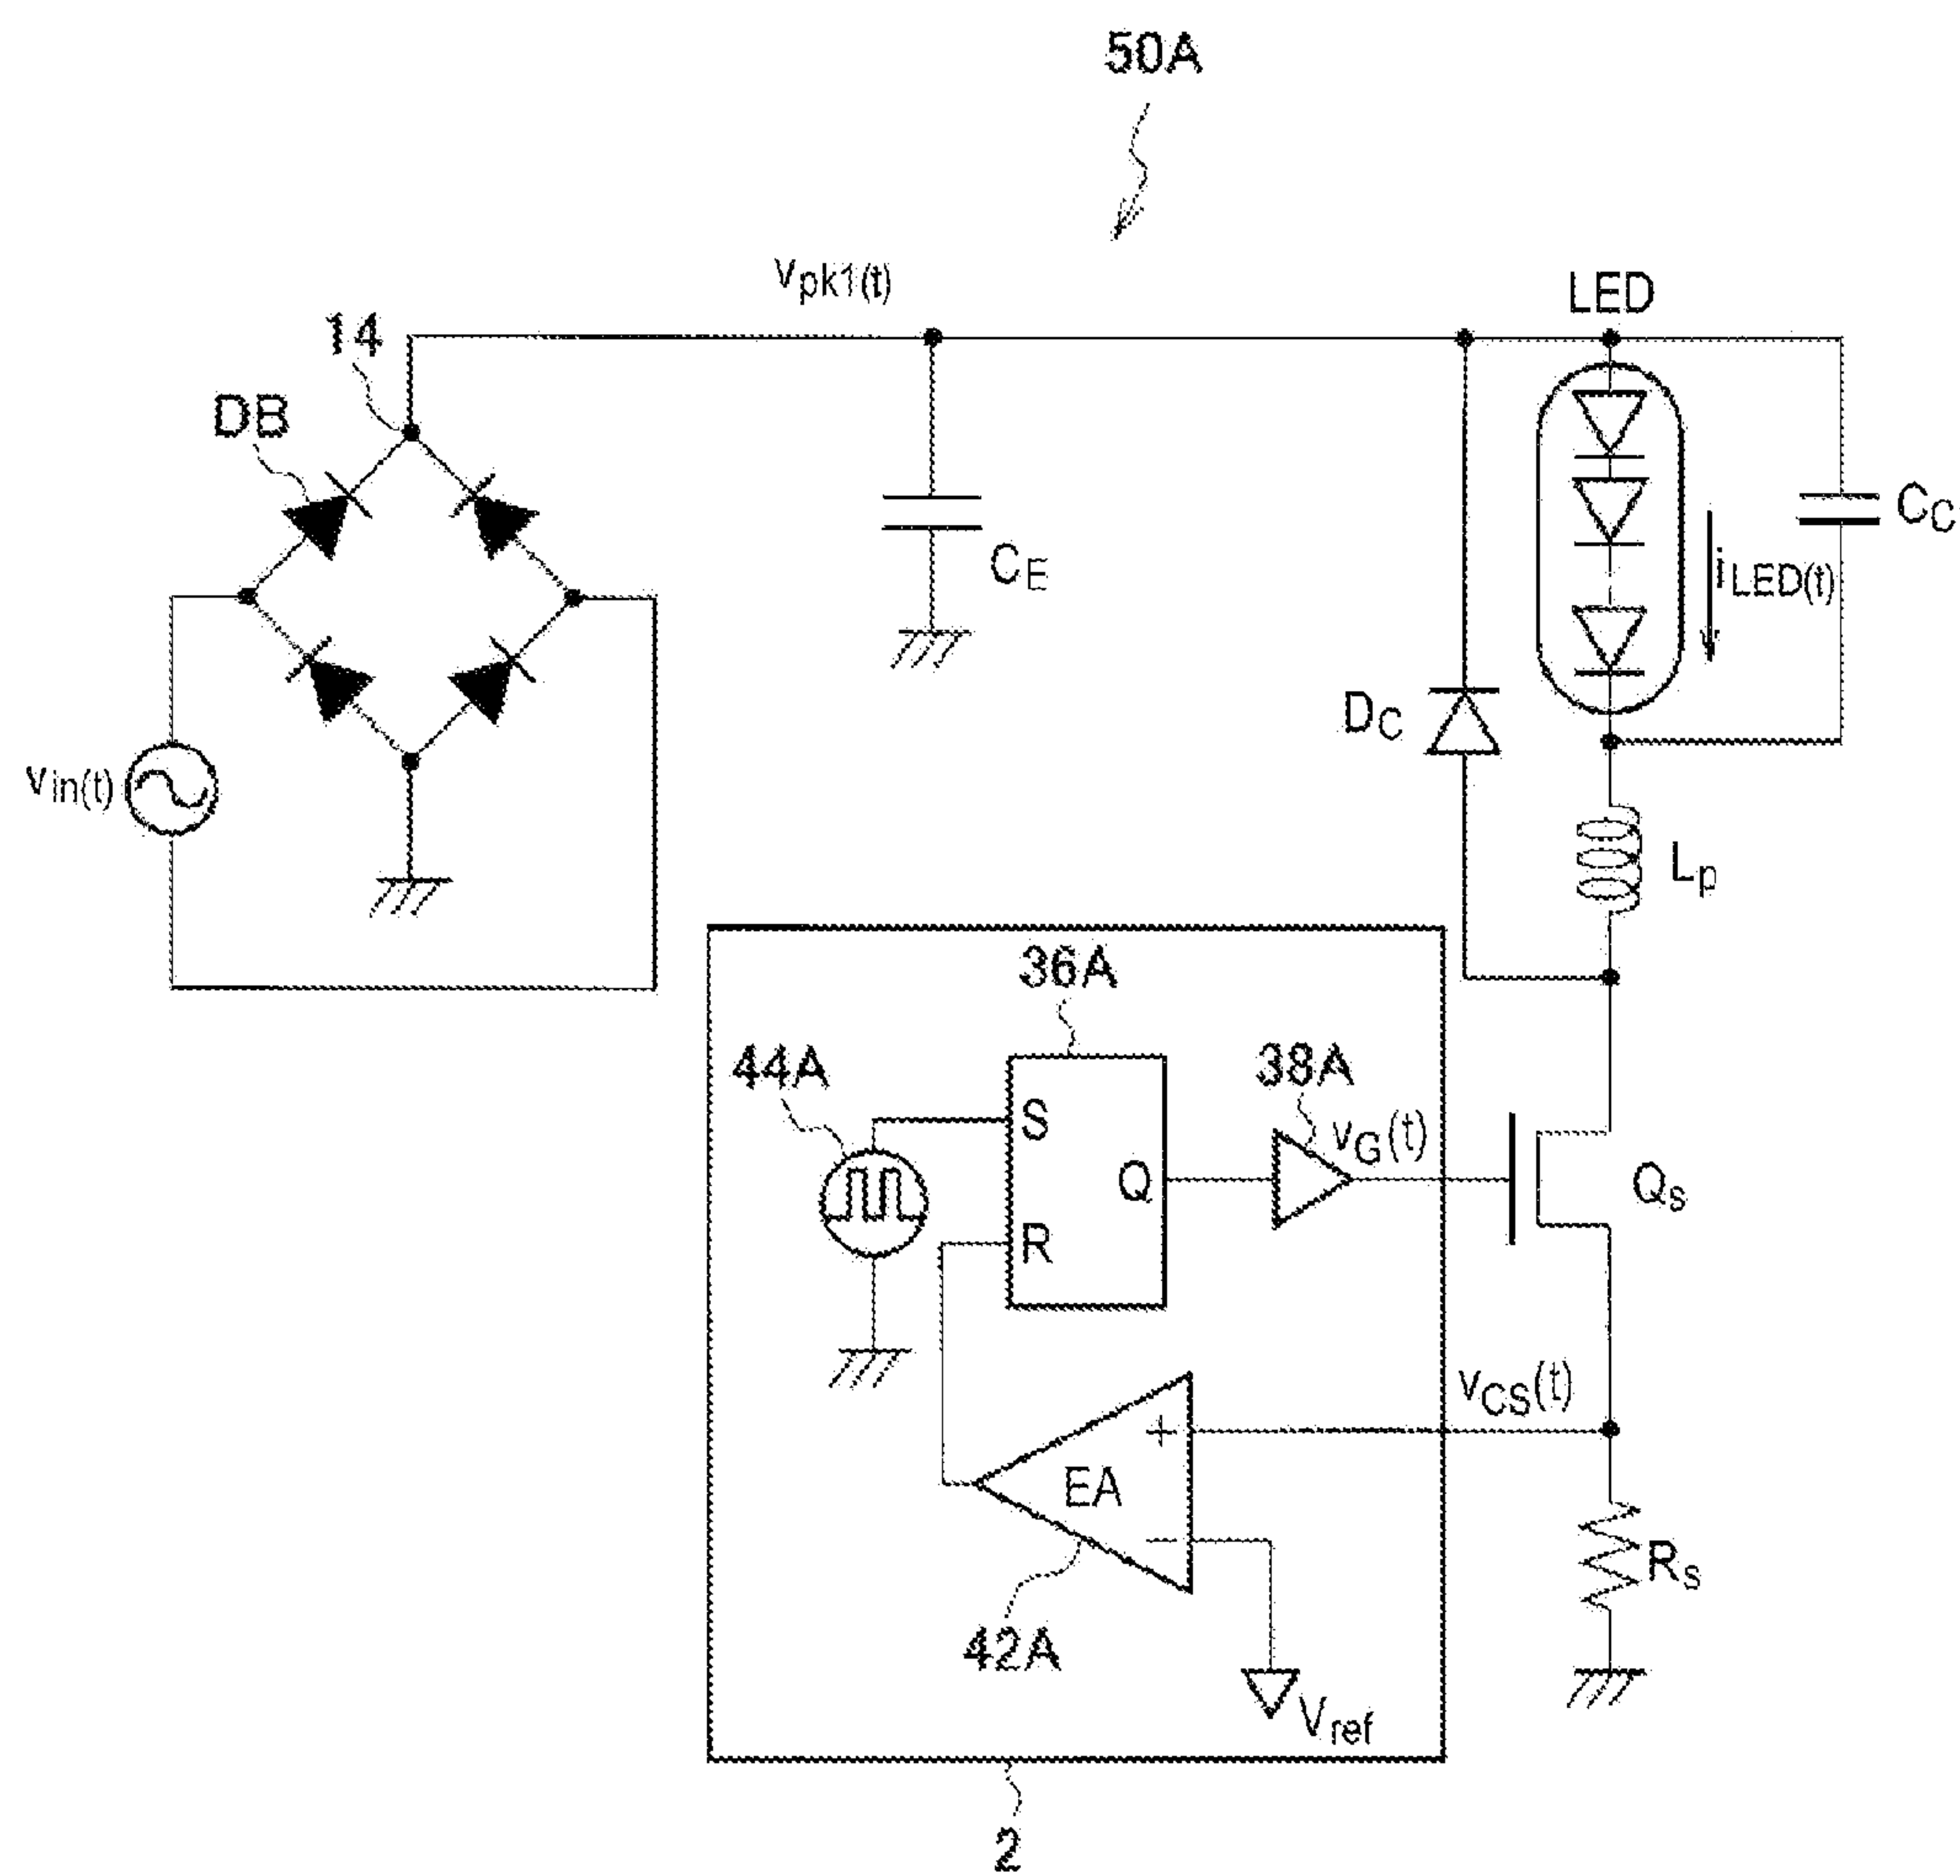 50A
vpk1(t)
LED
14
DB
CC
CE
iLED(t)
DC
vin(t)
Lp
36A
44A
38A
S
vG(t)
Q
Qs
R
vCS(t)
+
EA
−
Rs
42A
Vref
2